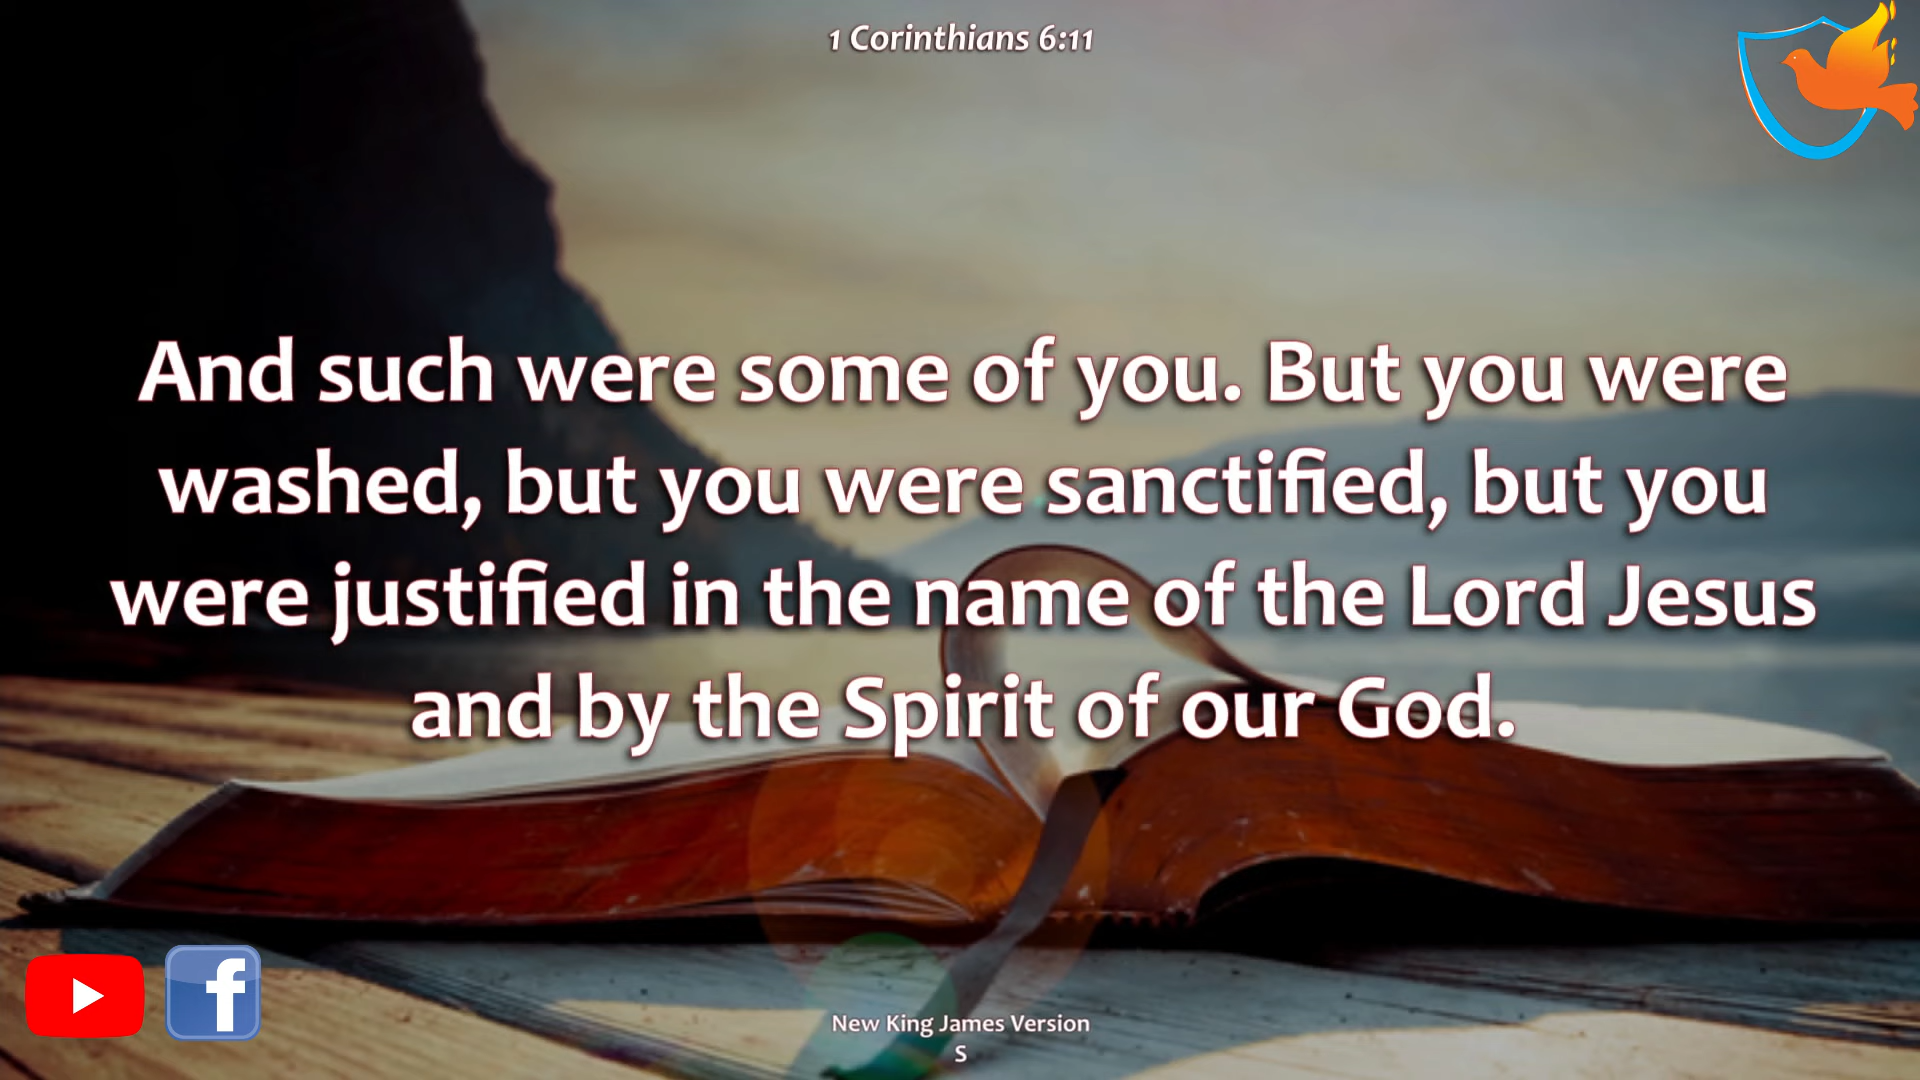 1 Corinthians 6:11
And such were some of you. But you were
washed, but you were sanctified, but you
were justified in the name of the Lord Jesus
and by the Spirit of our God.
f
New King James Version
S